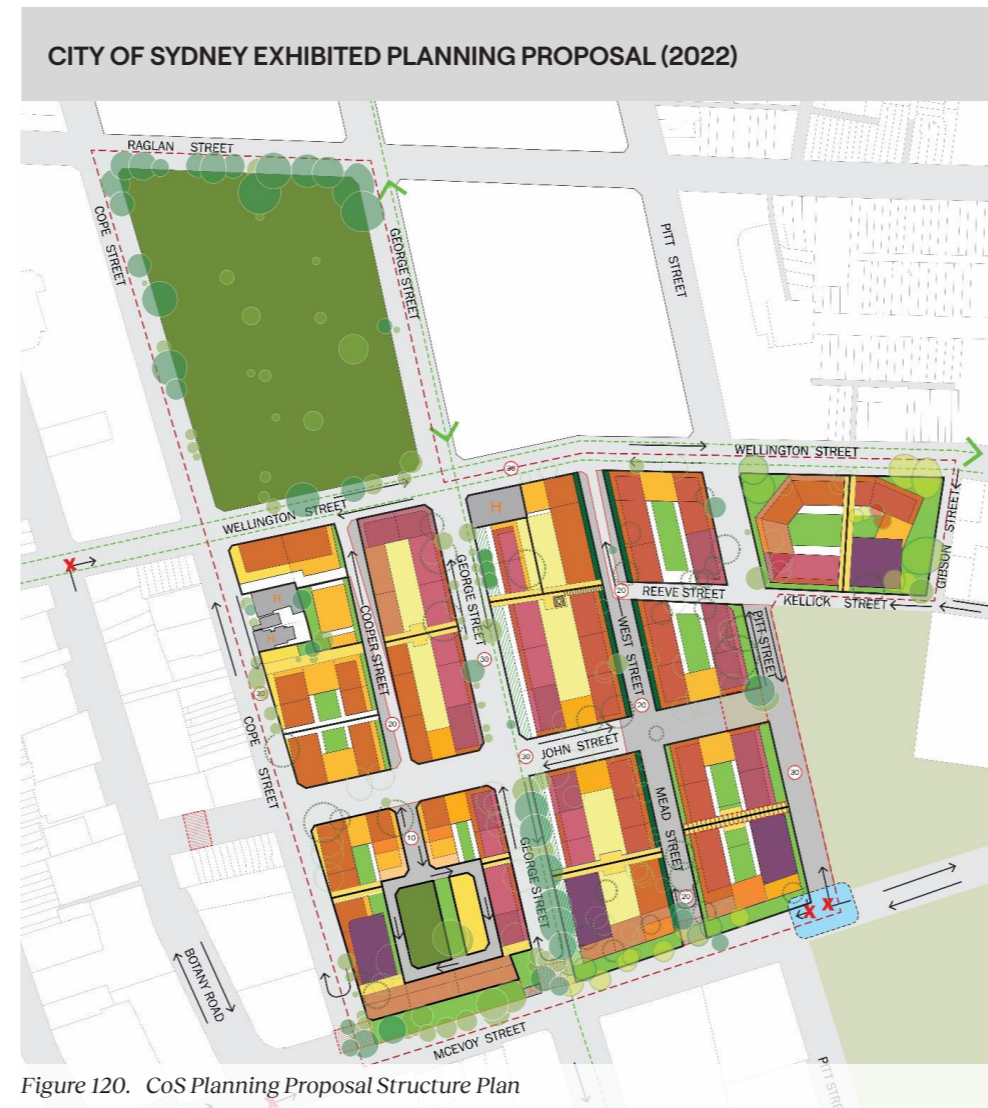 CITY OF SYDNEY EXHIBITED PLANNING PROPOSAL (2022)
RAGLAN STREET
COPE STREET
GEORGE STREET
PITT STREET
WELLINGTON STREET
WELLINGTON STREET
GIBSON STREET
H
H
H
GEORGE STREET
COOPER STREET
REEVE STREET
20
KELLICK STREET
WEST STREET
PITT STREET
30
30
20
20
COPE STREET
JOHN STREET
30
30
MEAD STREET
10
GEORGE STREET
20
X
X
X
BOTANY ROAD
MCEVOY STREET
PITT STRE
Figure 120. CoS Planning Proposal Structure Plan